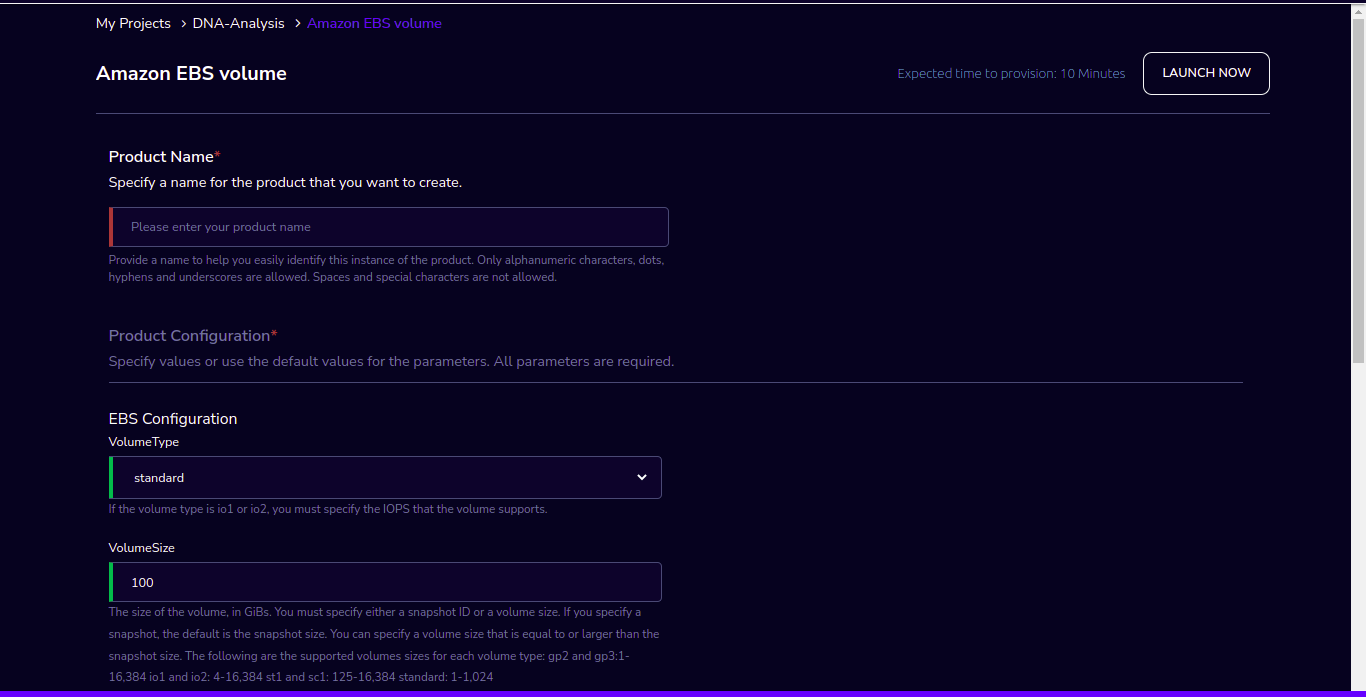 My Projects > DNA-Analysis > Amazon EBS volume
Amazon EBS volume
Expected time to provision: 10 Minutes
LAUNCH NOW
Product Name*
Specify a name for the product that you want to create.
Please enter your product name
Provide a name to help you easily identify this instance of the product. Only alphanumeric characters, dots,
hyphens and underscores are allowed. Spaces and special characters are not allowed.
Product Configuration*
Specify values or use the default values for the parameters. All parameters are required.
EBS Configuration
VolumeType
standard
If the volume type is io1 or io2, you must specify the IOPS that the volume supports.
VolumeSize
100
The size of the volume, in GiBs. You must specify either a snapshot ID or a volume size. If you specify a
snapshot, the default is the snapshot size. You can specify a volume size that is equal to or larger than the
snapshot size. The following are the supported volumes sizes for each volume type: gp2 and gp3:1-
16,384 io1 and io2: 4-16,384 st1 and sc1: 125-16,384 standard: 1-1,024